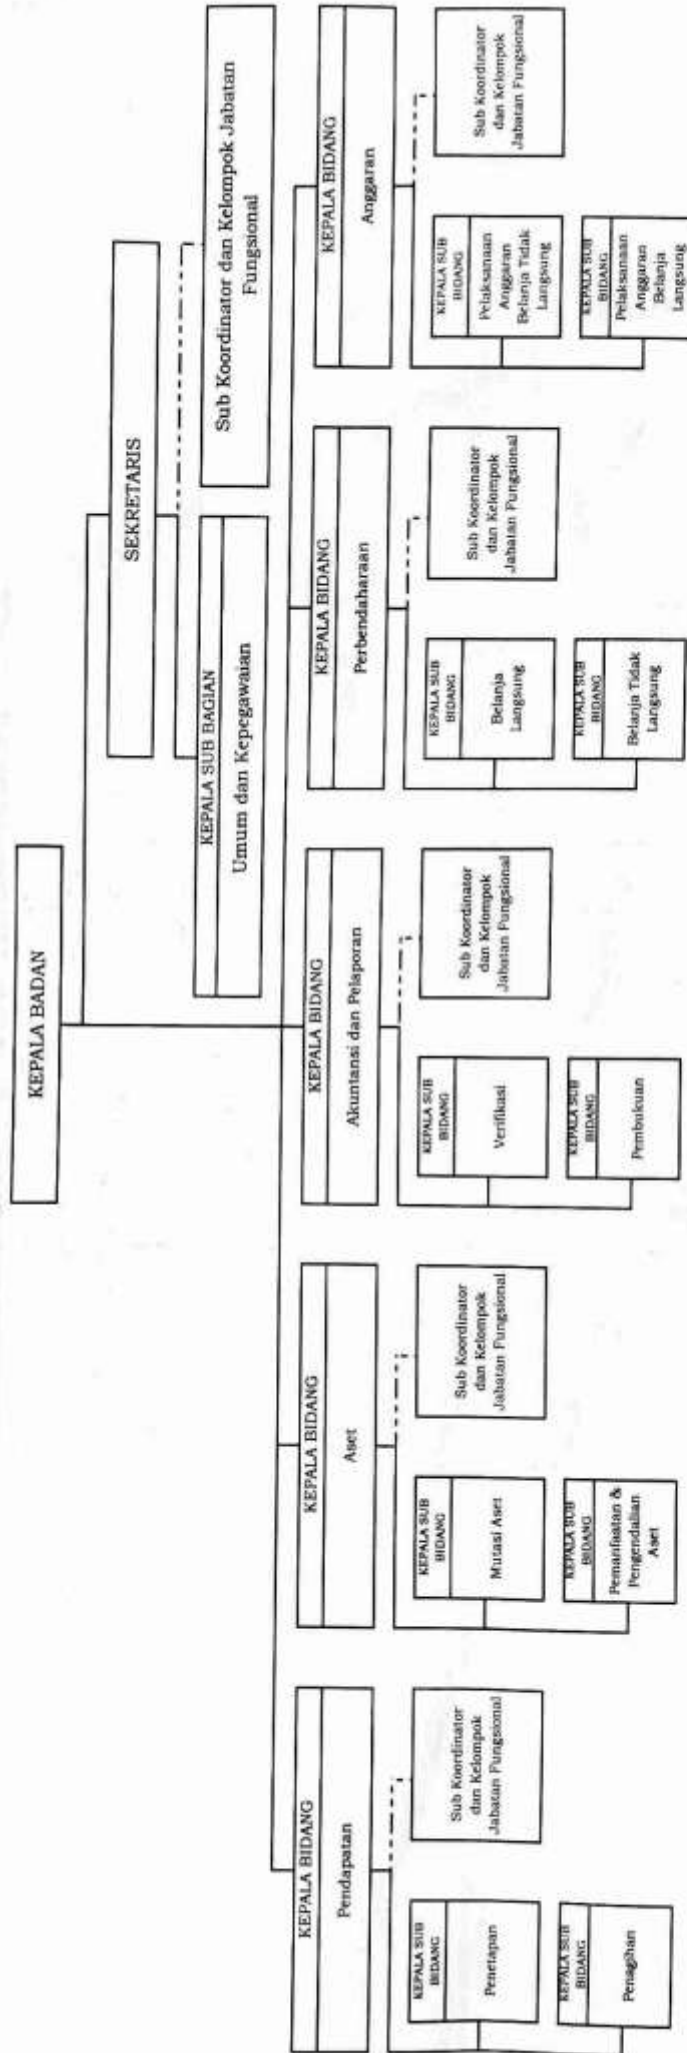 KEPALA BADAN
SEKRETARIS
KEPALA SUB BAGIAN
Umum dan Kepegawaian
Sub Koordinator dan Kelompok Jabatan
Fungsional
KEPALA BIDANG
Pendapatan
KEPALA BIDANG
Aset
KEPALA BIDANG
Akuntansi dan Pelaporan
KEPALA BIDANG
Perbendaharaan
KEPALA BIDANG
Anggaran
KEPALA SUB
BIDANG
Penetapan
Sub Koordinator
dan Kelompok
Jabatan Fungsional
KEPALA SUB
BIDANG
Penagihan
KEPALA SUB
BIDANG
Mutasi Aset
Sub Koordinator
dan Kelompok
Jabatan Fungsional
KEPALA SUB
BIDANG
Pemanfaatan &
Pengendalian
Aset
KEPALA SUB
BIDANG
Verifikasi
Sub Koordinator
dan Kelompok
Jabatan Fungsional
KEPALA SUB
BIDANG
Pembukuan
KEPALA SUB
BIDANG
Belanja
Langsung
Sub Koordinator
dan Kelompok
Jabatan Fungsional
KEPALA SUB
BIDANG
Belanja Tidak
Langsung
KEPALA SUB
BIDANG
Pelaksanaan
Anggaran
Belanja Tidak
Langsung
Sub Koordinator
dan Kelompok
Jabatan Fungsional
KEPALA SUB
BIDANG
Pelaksanaan
Anggaran
Belanja
Langsung